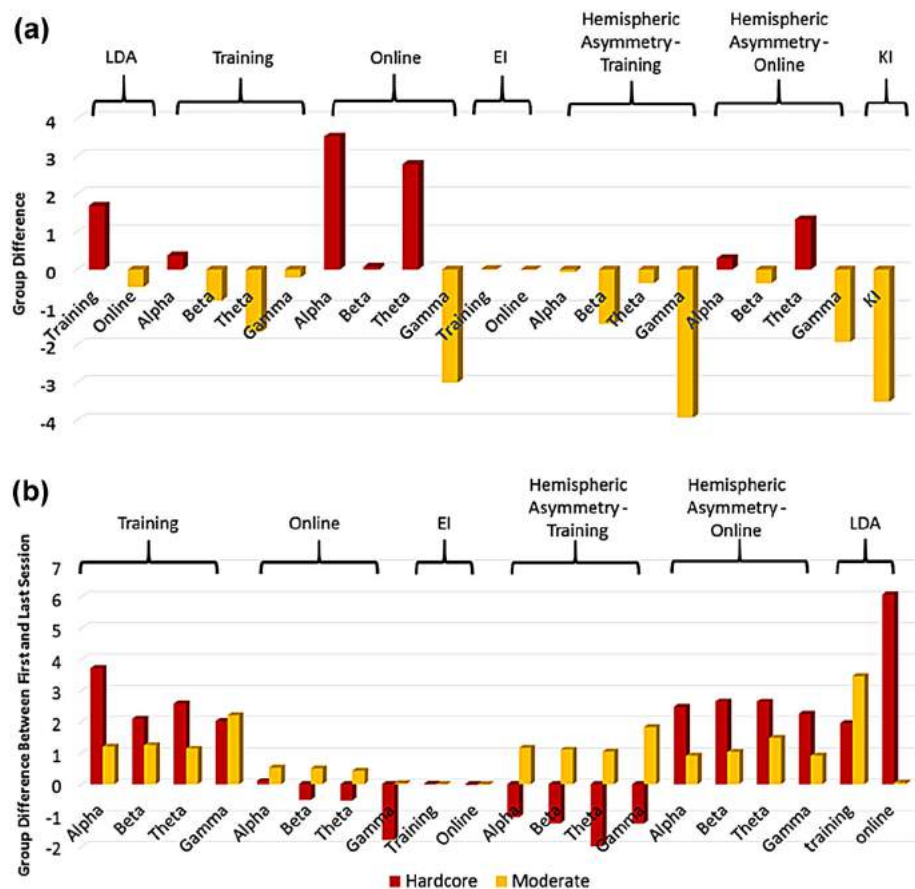 (a)
LDA
Training
Online
EI
Hemispheric
Asymmetry-
Training
Hemispheric
Asymmetry-
Online
KI
Group Difference
4
3
2
1
0
-1
-2
-3
-4
Training
Online
Alpha
Beta
Theta
Gamma
Alpha
Beta
Theta
Gamma
Training
Online
Alpha
Beta
Theta
Gamma
Alpha
Beta
Theta
Gamma
KI
(b)
Training
Online
EI
Hemispheric
Asymmetry-
Training
Hemispheric
Asymmetry-
Online
LDA
Group Difference Between First and Last Session
7
6
5
4
3
2
1
0
-1
-2
Alpha
Beta
Theta
Gamma
Alpha
Beta
Theta
Gamma
Training
Online
Alpha
Beta
Theta
Gamma
Alpha
Beta
Theta
Gamma
training
online
Hardcore
Moderate